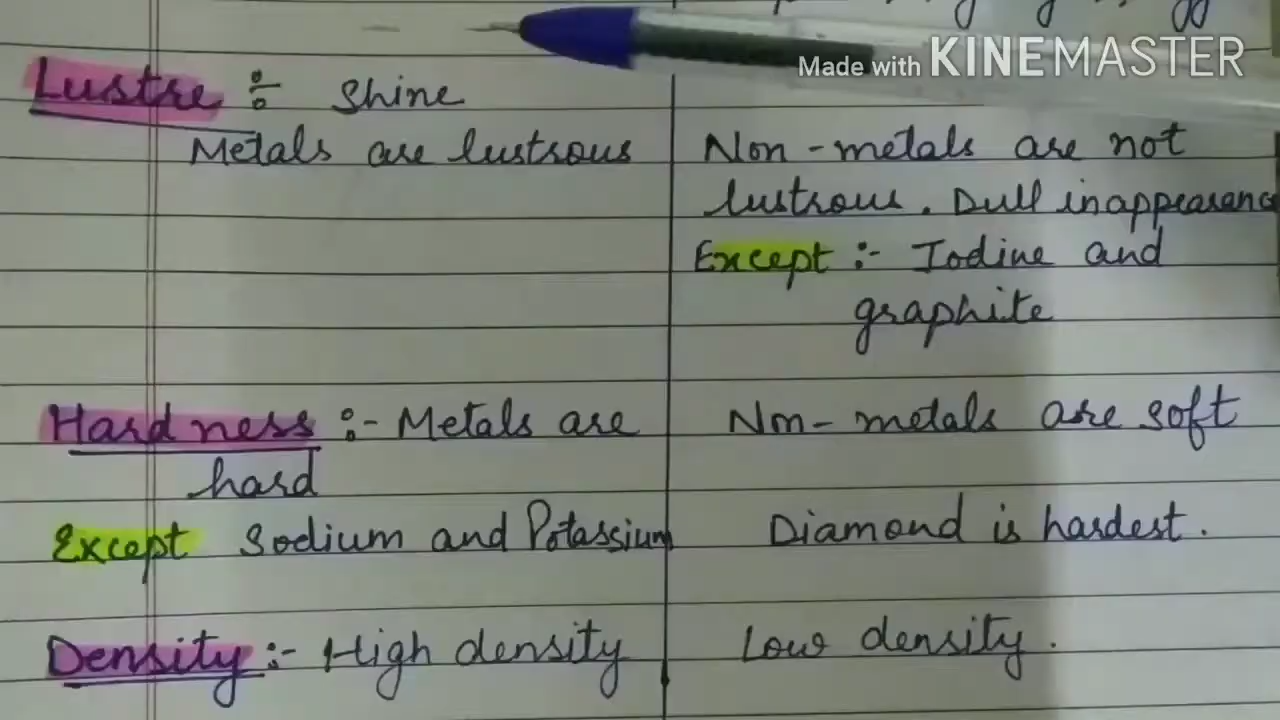 Made with KINEMASTER
Lustre :- Shine
Metals are lustrous
Non-metals are not
lustrous. Dull in appearance
Except :- Iodine and
graphite
Hardness :- Metals are
hard
Except Sodium and Potassium
Non-metals are soft
Diamond is hardest.
Density :- High density
Low density.